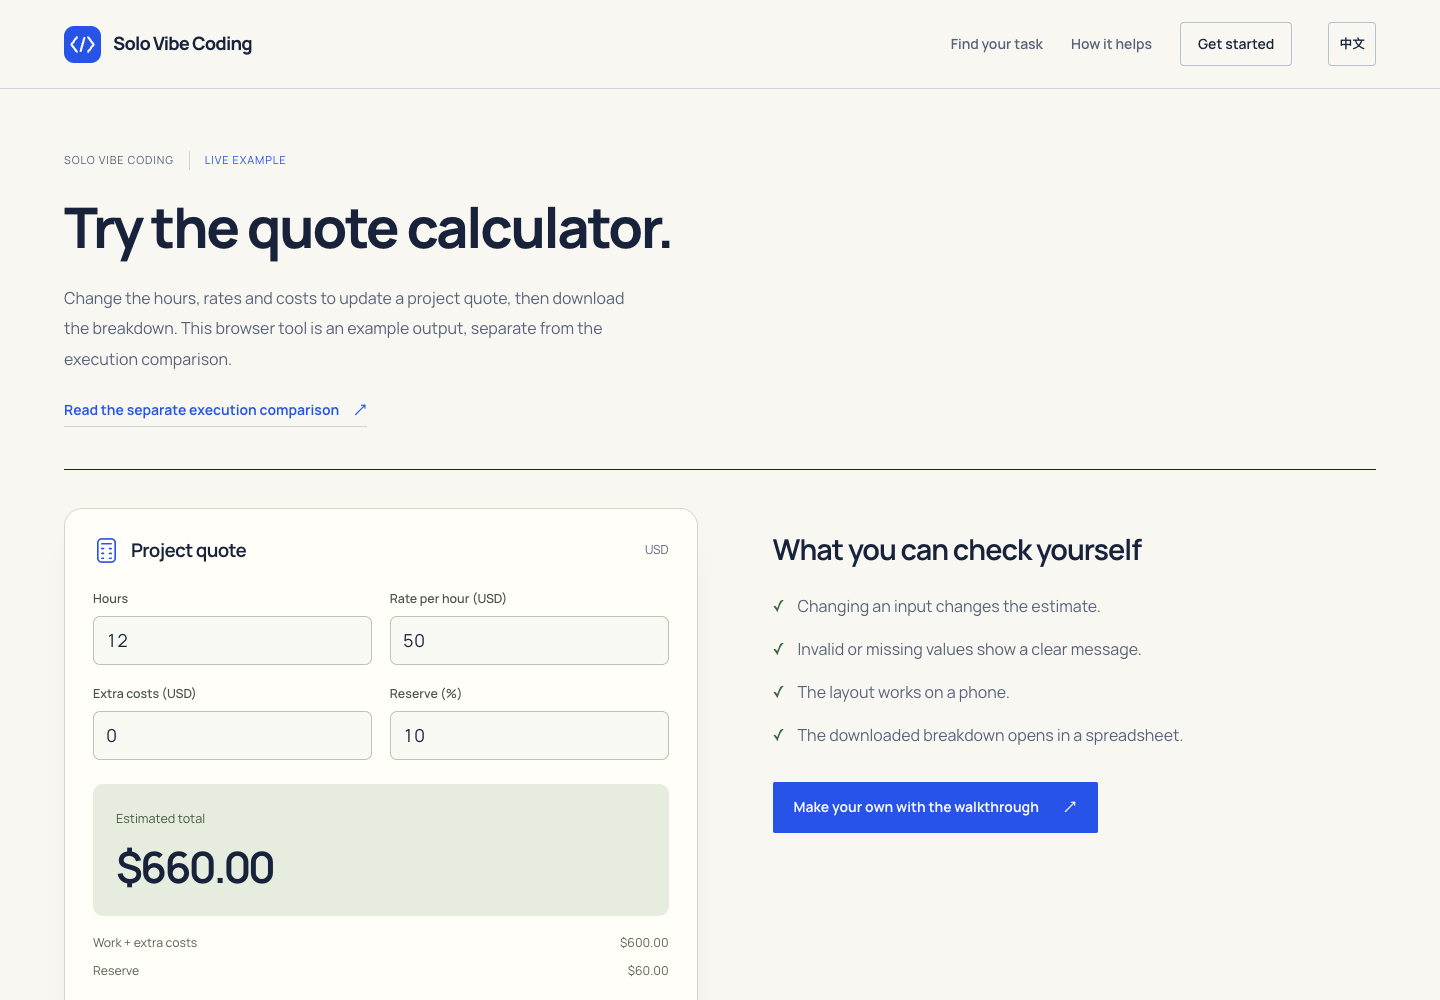 Solo Vibe Coding
Find your task
How it helps
Get started
中文
SOLO VIBE CODING
LIVE EXAMPLE
Try the quote calculator.
Change the hours, rates and costs to update a project quote, then download
the breakdown. This browser tool is an example output, separate from the
execution comparison.
Read the separate execution comparison ↗
Project quote
USD
Hours
Rate per hour (USD)
12
50
Extra costs (USD)
Reserve (%)
0
10
Estimated total
$660.00
Work + extra costs
$600.00
Reserve
$60.00
What you can check yourself
✓ Changing an input changes the estimate.
✓ Invalid or missing values show a clear message.
✓ The layout works on a phone.
✓ The downloaded breakdown opens in a spreadsheet.
Make your own with the walkthrough ↗